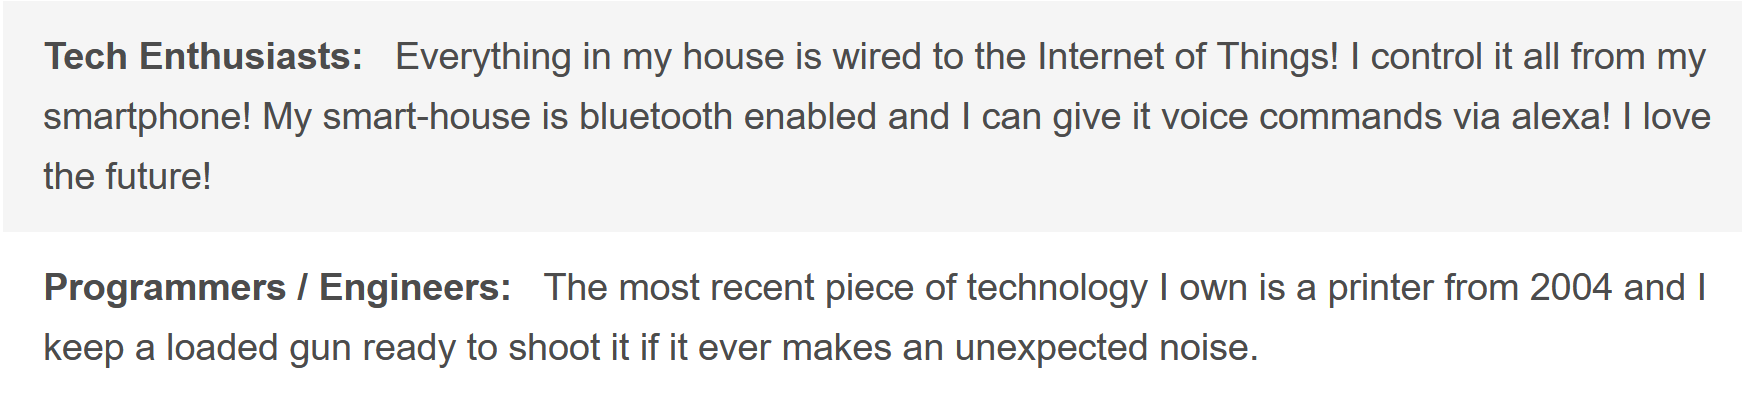 Tech Enthusiasts: Everything in my house is wired to the Internet of Things! I control it all from my
smartphone! My smart-house is bluetooth enabled and I can give it voice commands via alexa! I love
the future!
Programmers / Engineers: The most recent piece of technology I own is a printer from 2004 and I
keep a loaded gun ready to shoot it if it ever makes an unexpected noise.